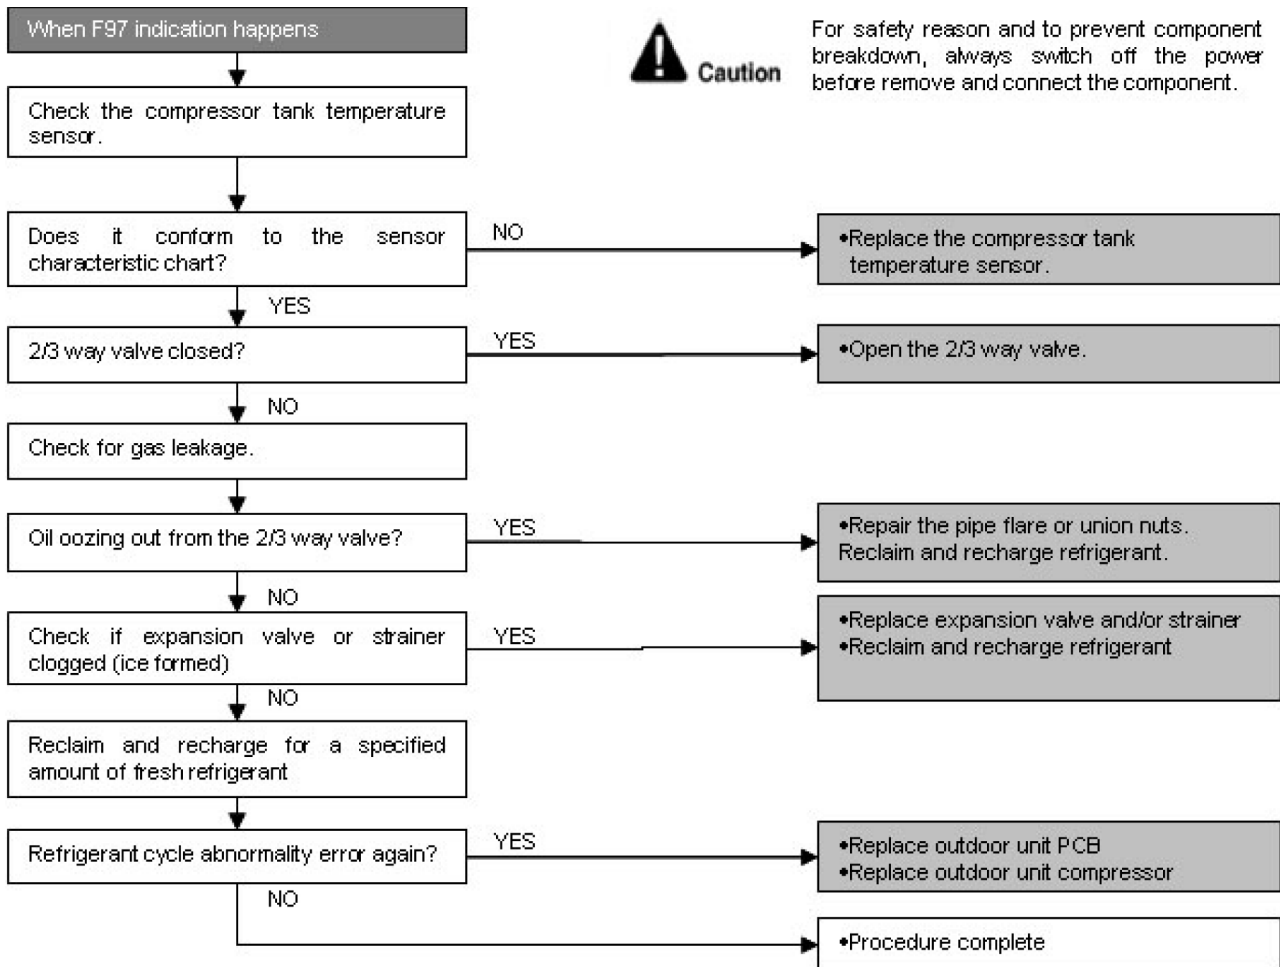 When F97 indication happens
Caution
For safety reason and to prevent component
breakdown, always switch off the power
before remove and connect the component.
Check the compressor tank temperature
sensor.
Does it conform to the sensor
characteristic chart?
NO
•Replace the compressor tank
temperature sensor.
YES
2/3 way valve closed?
YES
•Open the 2/3 way valve.
NO
Check for gas leakage.
Oil oozing out from the 2/3 way valve?
YES
•Repair the pipe flare or union nuts.
Reclaim and recharge refrigerant.
NO
Check if expansion valve or strainer
clogged (ice formed)
YES
•Replace expansion valve and/or strainer
•Reclaim and recharge refrigerant
NO
Reclaim and recharge for a specified
amount of fresh refrigerant
Refrigerant cycle abnormality error again?
YES
•Replace outdoor unit PCB
•Replace outdoor unit compressor
NO
•Procedure complete